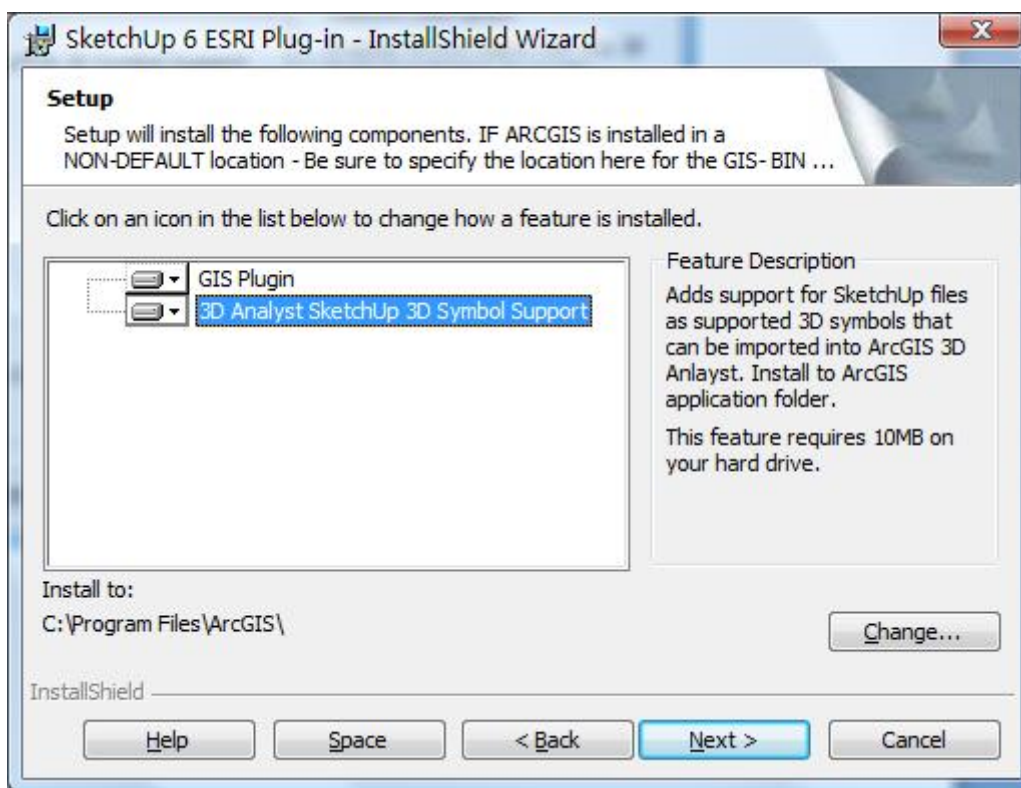 SketchUp 6 ESRI Plug-in - InstallShield Wizard
Setup
Setup will install the following components. IF ARCGIS is installed in a
NON-DEFAULT location - Be sure to specify the location here for the GIS-BIN ...
Click on an icon in the list below to change how a feature is installed.
GIS Plugin
3D Analyst SketchUp 3D Symbol Support
Feature Description
Adds support for SketchUp files
as supported 3D symbols that
can be imported into ArcGIS 3D
Anlayst. Install to ArcGIS
application folder.
This feature requires 10MB on
your hard drive.
Install to:
C:\Program Files\ArcGIS\
Change...
InstallShield
Help
Space
< Back
Next >
Cancel